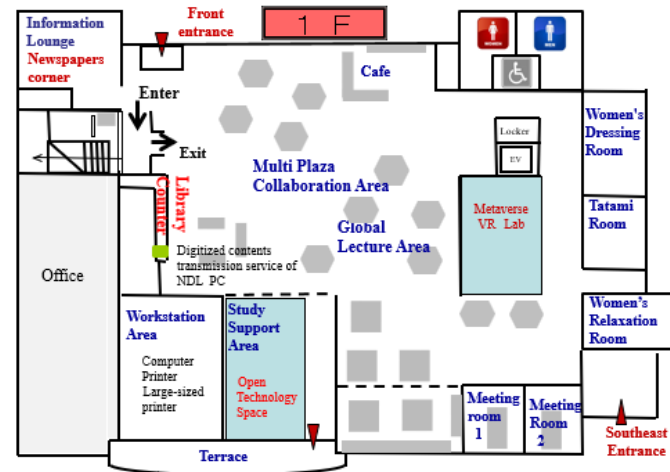 Information
Lounge
Newspapers
corner
Front
entrance
1 F
WOMEN
MEN
Cafe
Enter
Exit
Women's
Dressing
Room
Locker
EV
Multi Plaza
Collaboration Area
Library
Counter
Global
Lecture Area
Metaverse
VR Lab
Tatami
Room
Office
Digitized contents
transmission service of
NDL PC
Workstation
Area
Computer
Printer
Large-sized
printer
Study
Support
Area
Open
Technology
Space
Women's
Relaxation
Room
Meeting
room
1
Meeting
Room
2
Southeast
Entrance
Terrace